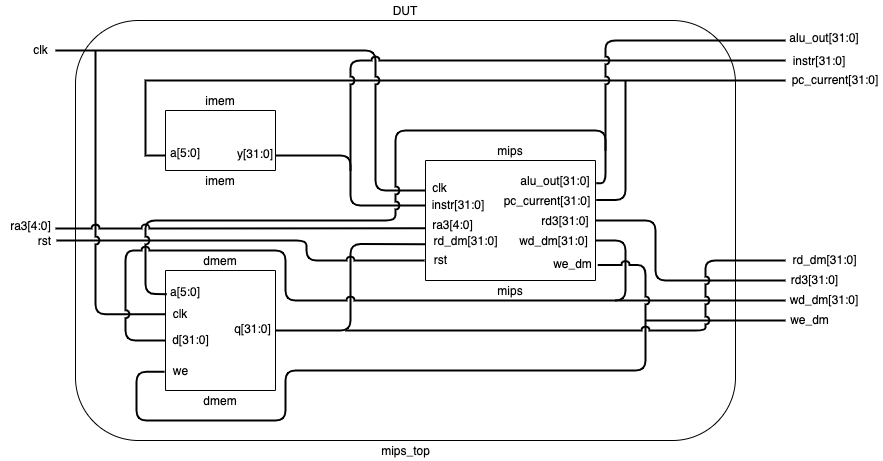 DUT
clk
alu_out[31:0]
instr[31:0]
pc_current[31:0]
imem
a[5:0]
y[31:0]
imem
mips
clk
instr[31:0]
ra3[4:0]
rd_dm[31:0]
rst
alu_out[31:0]
pc_current[31:0]
rd3[31:0]
wd_dm[31:0]
we_dm
mips
ra3[4:0]
rst
dmem
a[5:0]
clk
d[31:0]
we
q[31:0]
dmem
rd_dm[31:0]
rd3[31:0]
wd_dm[31:0]
we_dm
mips_top